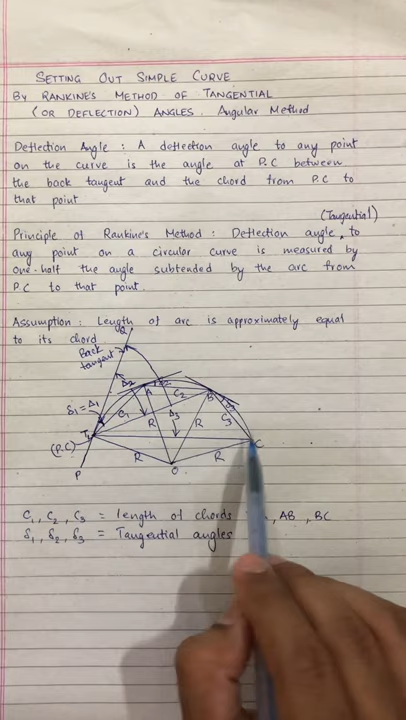 SETTING OUT SIMPLE CURVE
BY RANKINE'S METHOD OF TANGENTIAL
(OR DEFLECTION) ANGLES. Angular Method
Deflection Angle : A deflection angle to any point
on the curve is the angle at P.C between
the back tangent and the chord from P.C to
that point
(Tangential)
Principle of Rankine's Method : Deflection angle to
any point on a circular curve is measured by
one-half the angle subtended by the arc from
P.C to that point.
Assumption : Length of arc is approximately equal
to its chord
Back
tangent
Δ2
A
δ2
C2
B
δ3
δ1 = Δ1
C1
Δ3
C3
R
R
T1
(P.C)
C
R
R
O
P
C1, C2, C3 = length of chords A, AB, BC
δ1, δ2, δ3 = Tangential angles